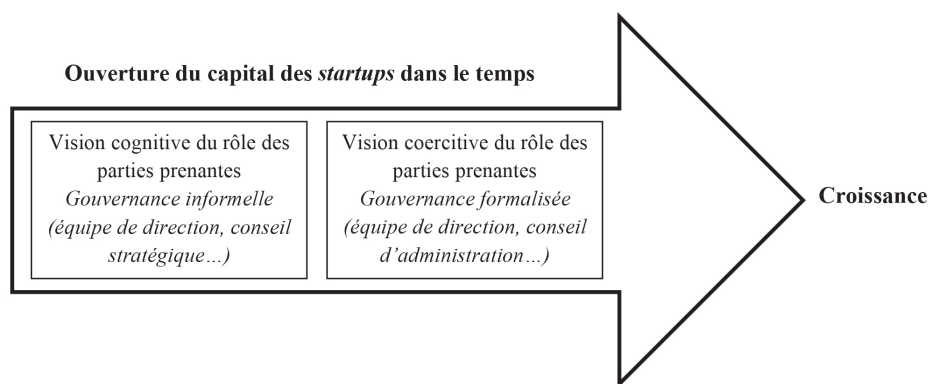 Ouverture du capital des startups dans le temps
Vision cognitive du rôle des
parties prenantes
Gouvernance informelle
(équipe de direction, conseil
stratégique…)
Vision coercitive du rôle des
parties prenantes
Gouvernance formalisée
(équipe de direction, conseil
d’administration…)
Croissance